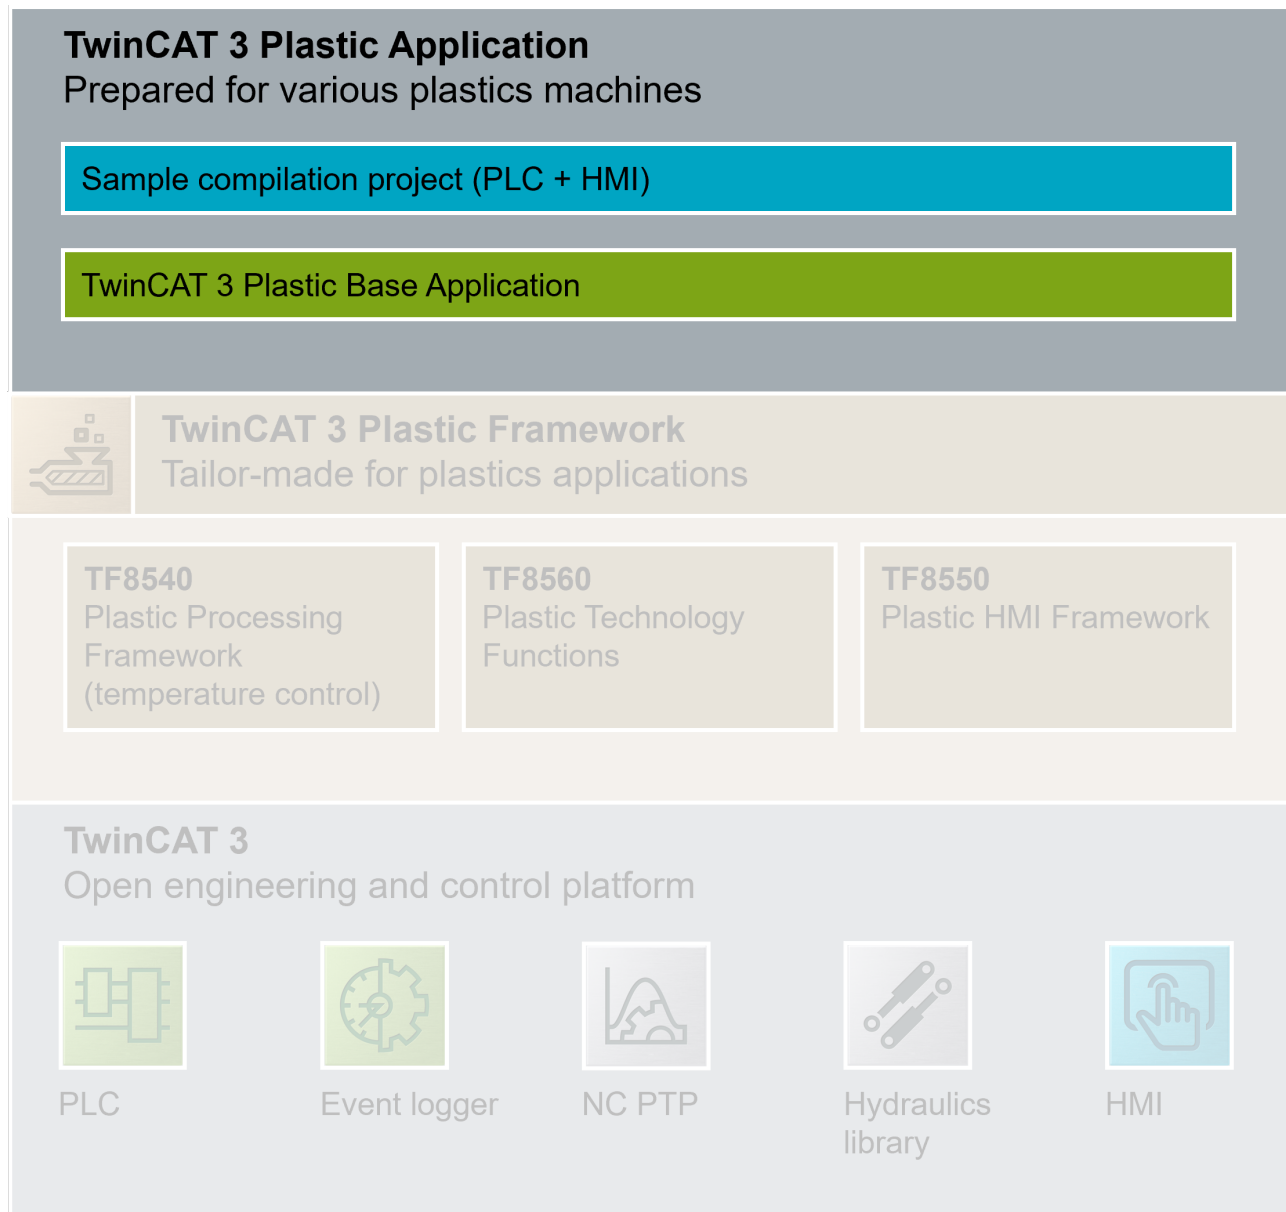 TwinCAT 3 Plastic Application
Prepared for various plastics machines
Sample compilation project (PLC + HMI)
TwinCAT 3 Plastic Base Application
TwinCAT 3 Plastic Framework
Tailor-made for plastics applications
TF8540
Plastic Processing
Framework
(temperature control)
TF8560
Plastic Technology
Functions
TF8550
Plastic HMI Framework
TwinCAT 3
Open engineering and control platform
PLC
Event logger
NC PTP
Hydraulics
library
HMI